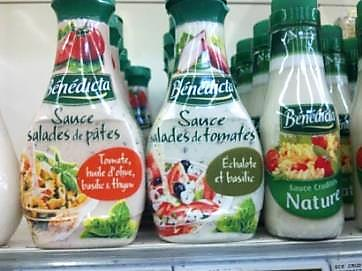 Bénédicta
Sauce
salades de pâtes
Tomate,
huile d'olive,
basilic & thym
Bénédicta
Sauce
salades de tomates
Échalote
et basilic
Bénédicta
Sauce Crudités
Nature